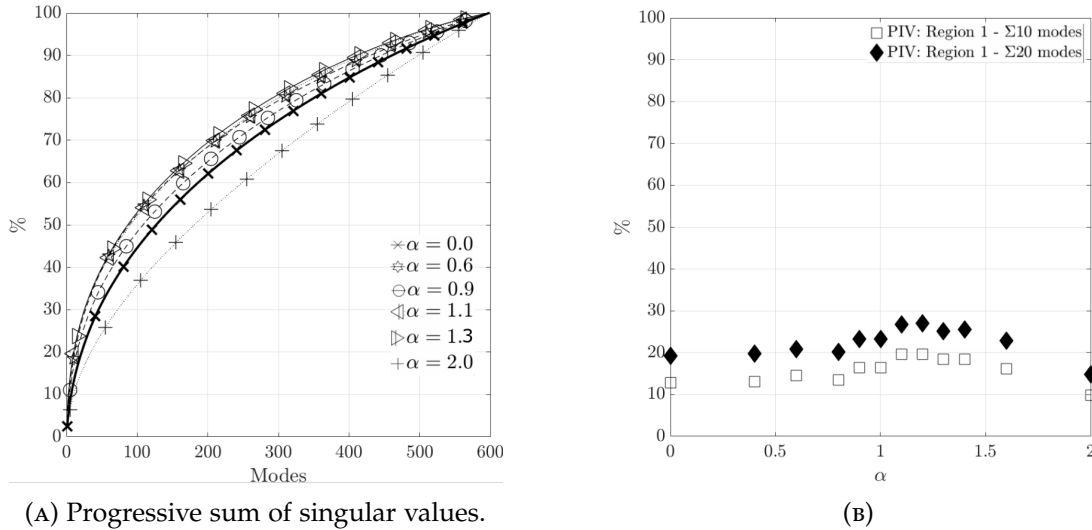 100
90
80
70
60
50
40
30
20
10
0
%
0 100 200 300 400 500 600
Modes
α = 0.0
α = 0.6
α = 0.9
α = 1.1
α = 1.3
α = 2.0
(A) Progressive sum of singular values.
100
90
80
70
60
50
40
30
20
10
0
%
0 0.5 1 1.5 2
α
PIV: Region 1 - Σ10 modes
PIV: Region 1 - Σ20 modes
(B)